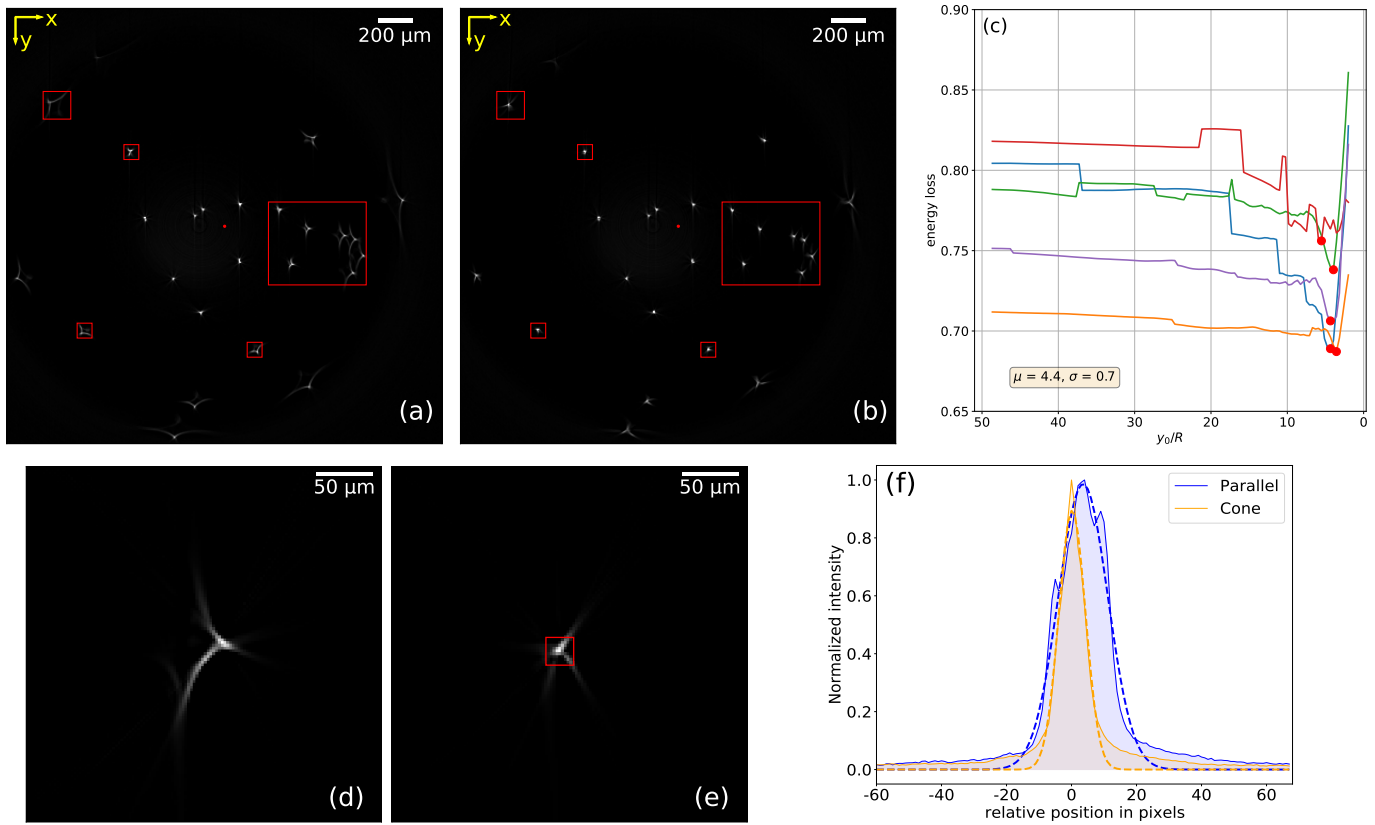 x
y
200 μm
(a)
x
y
200 μm
(b)
(c)
0.90
0.85
0.80
0.75
0.70
0.65
energy loss
μ = 4.4, σ = 0.7
50 40 30 20 10 0
y₀/R
50 μm
(d)
50 μm
(e)
(f)
Parallel
Cone
1.0
0.8
0.6
0.4
0.2
0.0
Normalized intensity
-60 -40 -20 0 20 40 60
relative position in pixels